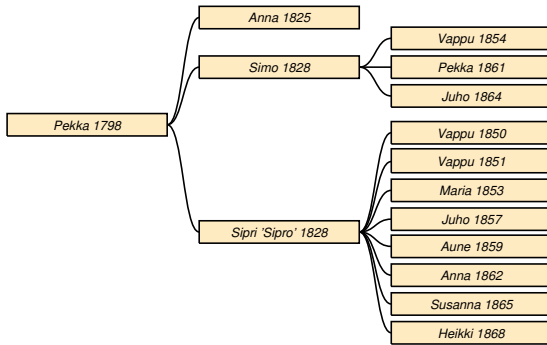 Pekka 1798
Anna 1825
Simo 1828
Vappu 1854
Pekka 1861
Juho 1864
Sipri 'Sipro' 1828
Vappu 1850
Vappu 1851
Maria 1853
Juho 1857
Aune 1859
Anna 1862
Susanna 1865
Heikki 1868